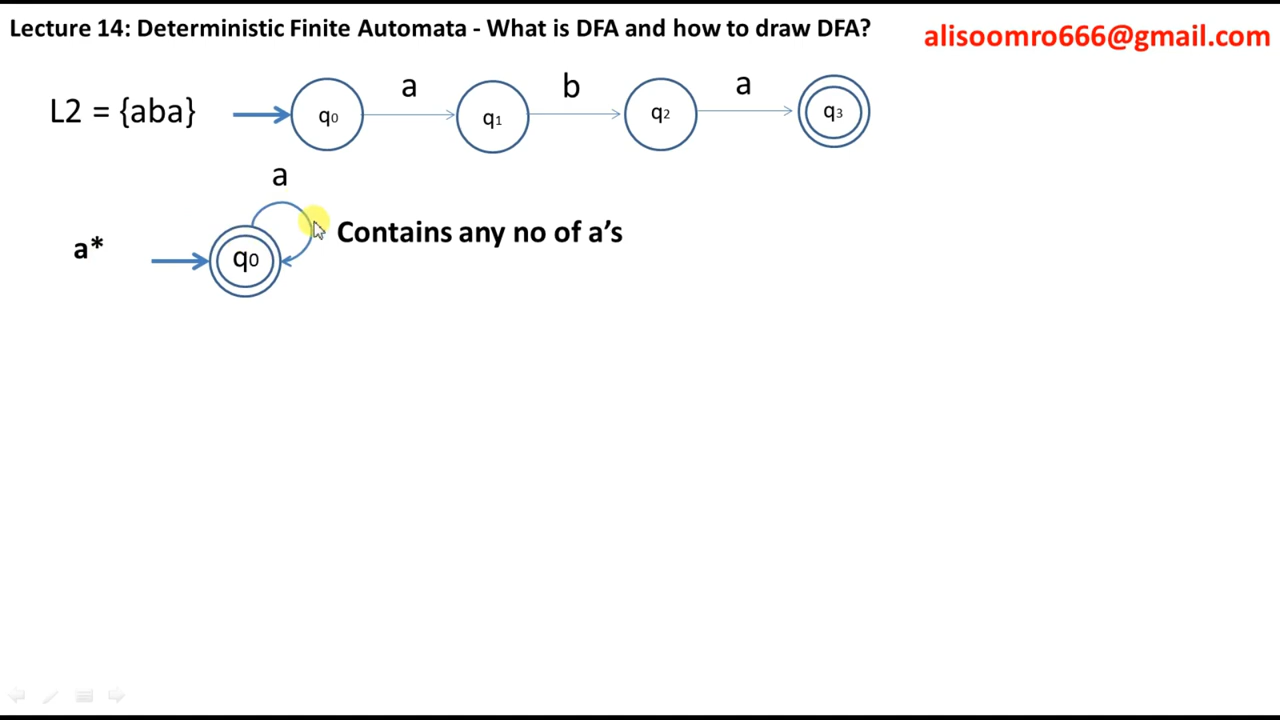 Lecture 14: Deterministic Finite Automata - What is DFA and how to draw DFA?
alisoomro666@gmail.com
L2 = {aba}
q0
a
q1
b
q2
a
q3
a
a*
q0
Contains any no of a’s